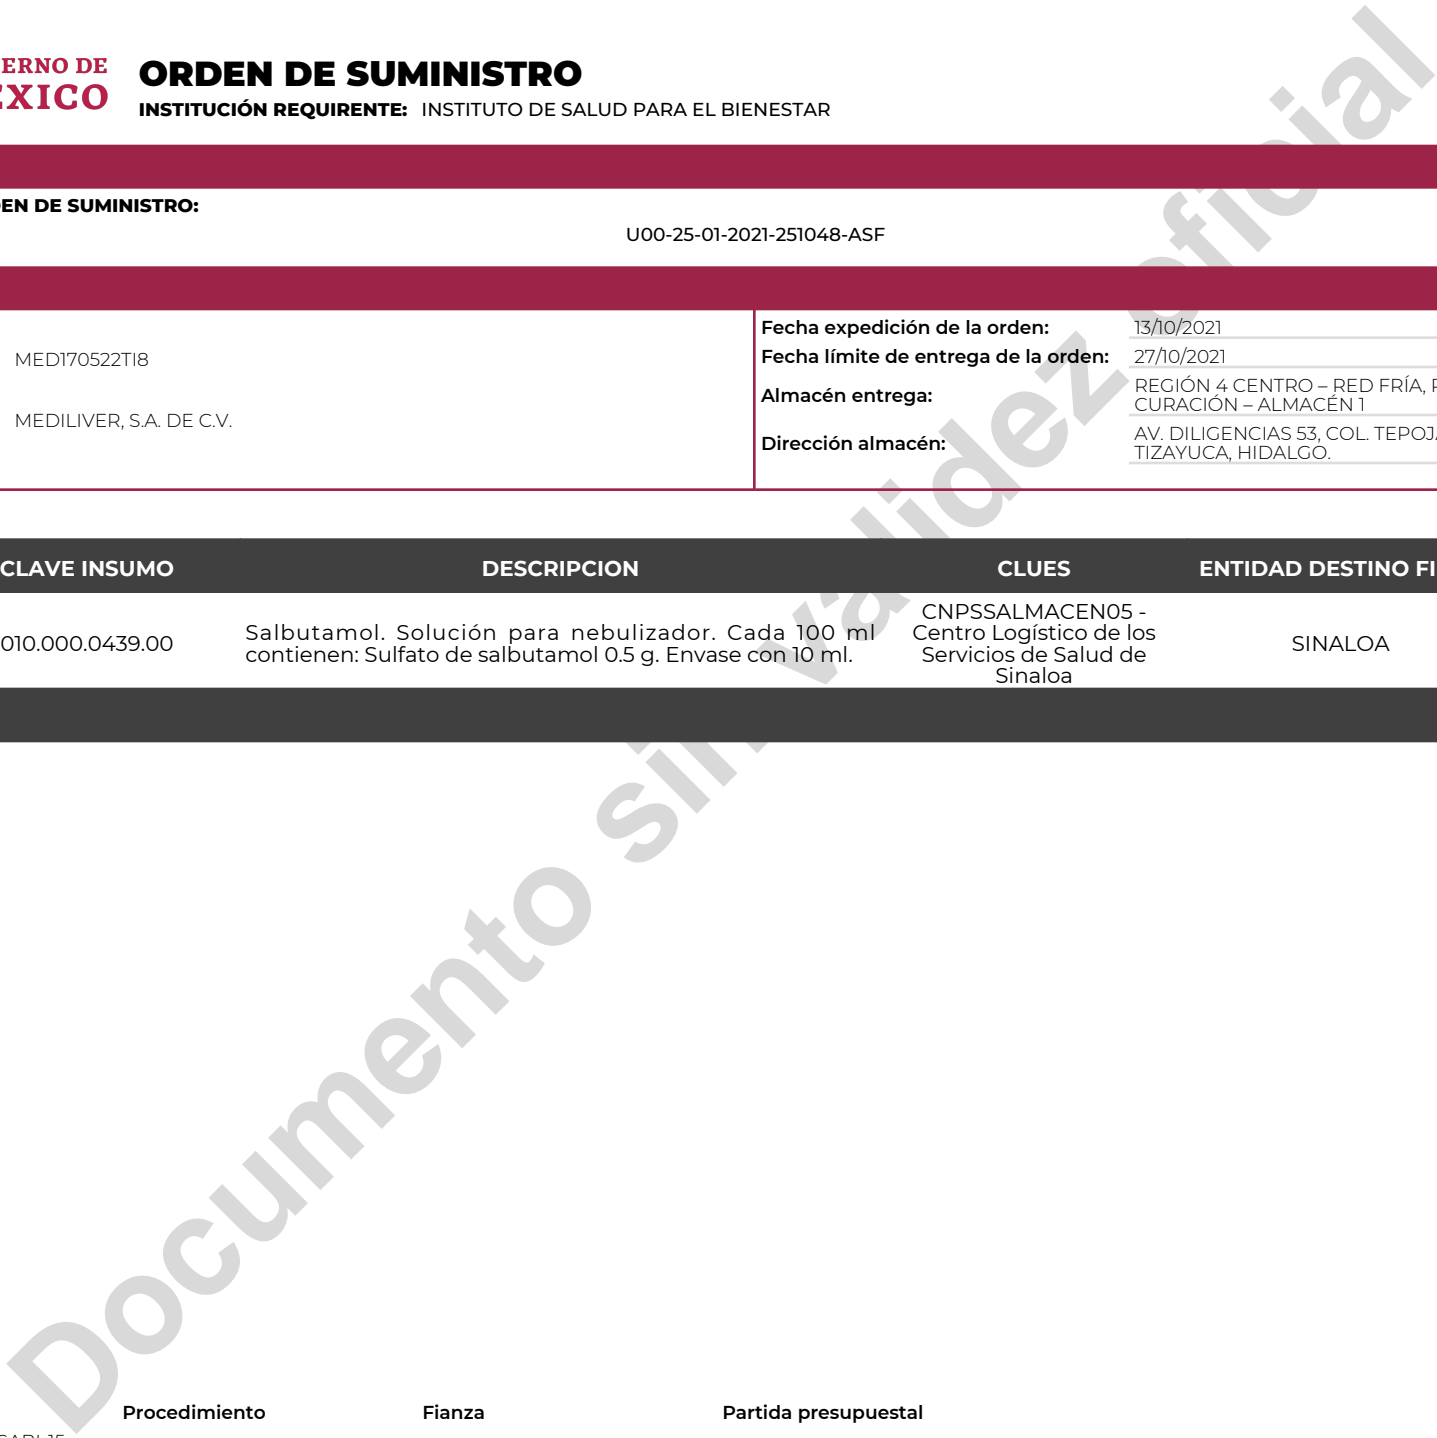 ERNO DE
EXICO
ORDEN DE SUMINISTRO
INSTITUCIÓN REQUIRENTE: INSTITUTO DE SALUD PARA EL BIENESTAR
EN DE SUMINISTRO:
U00-25-01-2021-251048-ASF
MED170522TI8
MEDILIVER, S.A. DE C.V.
Fecha expedición de la orden: 13/10/2021
Fecha límite de entrega de la orden: 27/10/2021
Almacén entrega: REGIÓN 4 CENTRO – RED FRÍA,
CURACIÓN – ALMACÉN 1
Dirección almacén: AV. DILIGENCIAS 53, COL. TEPOJ
TIZAYUCA, HIDALGO.
CLAVE INSUMO DESCRIPCION CLUES ENTIDAD DESTINO FI
010.000.0439.00
Salbutamol. Solución para nebulizador. Cada 100 ml
contienen: Sulfato de salbutamol 0.5 g. Envase con 10 ml.
CNPSSALMACEN05 -
Centro Logístico de los
Servicios de Salud de
Sinaloa
SINALOA
Documento sin validez oficial
Procedimiento Fianza Partida presupuestal